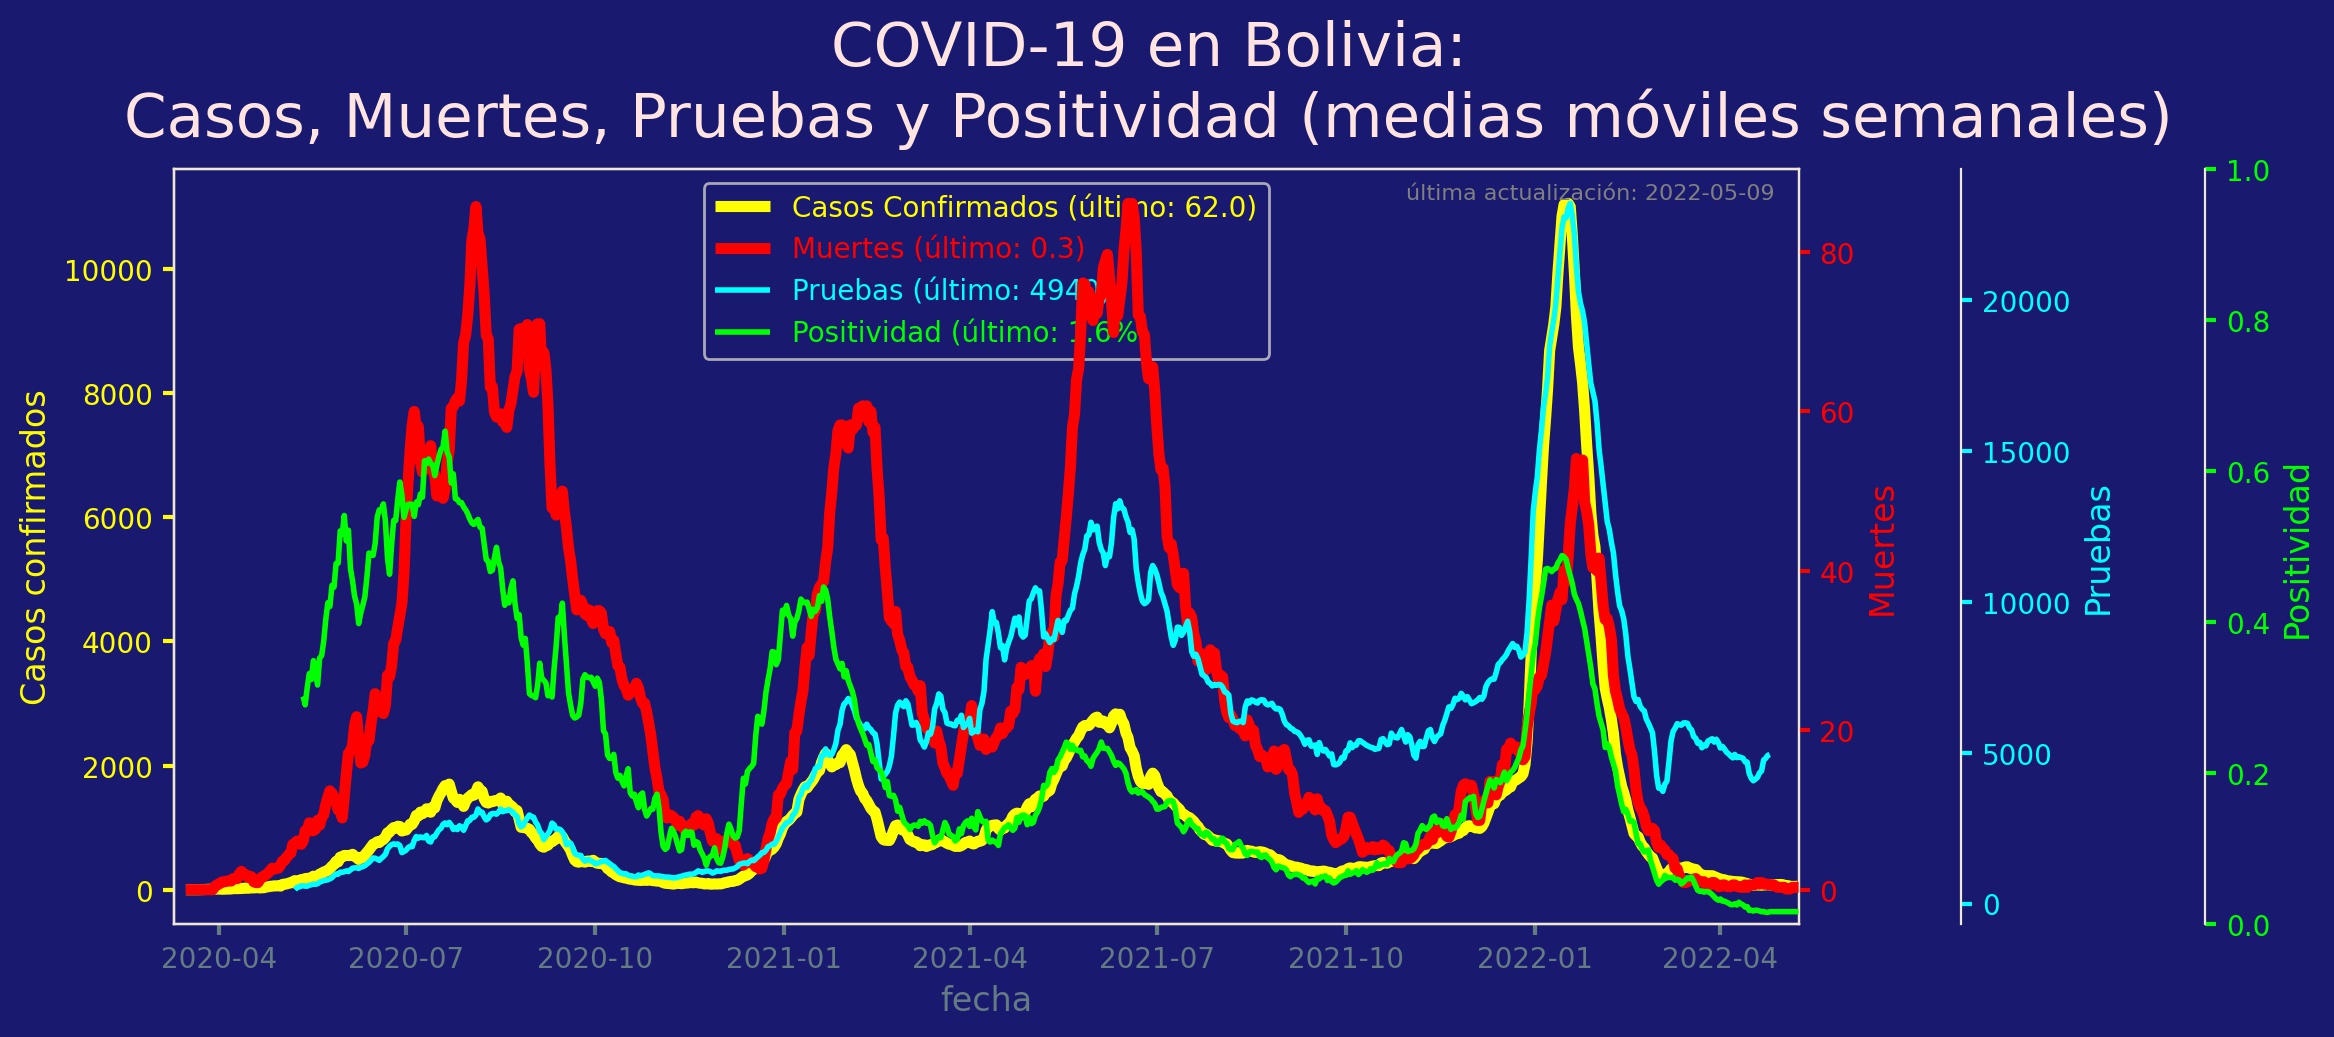 COVID-19 en Bolivia:
Casos, Muertes, Pruebas y Positividad (medias móviles semanales)
última actualización: 2022-05-09
Casos Confirmados (último: 62.0)
Muertes (último: 0.3)
Pruebas (último:
Positividad (último: 1.6%
Casos confirmados
10000
8000
6000
4000
2000
0
Muertes
80
60
40
20
0
Pruebas
20000
15000
10000
5000
0
Positividad
1.0
0.8
0.6
0.4
0.2
0.0
2020-04 2020-07 2020-10 2021-01 2021-04 2021-07 2021-10 2022-01 2022-04
fecha